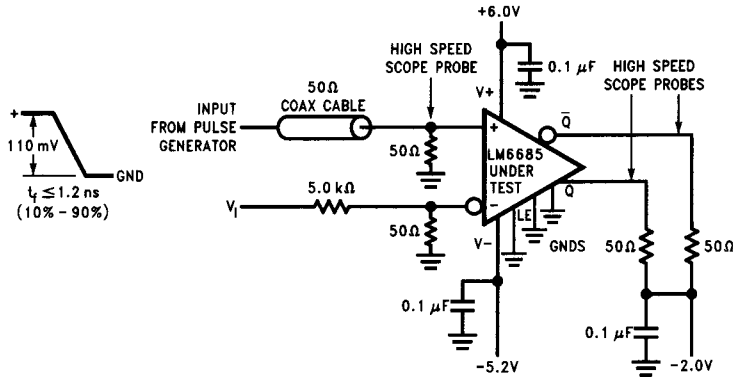 +6.0V
HIGH SPEED
SCOPE PROBE
0.1 µF
HIGH SPEED
SCOPE PROBES
50Ω
COAX CABLE
V+
INPUT
FROM PULSE
GENERATOR
+
110 mV
GND
tf ≤ 1.2 ns
(10% - 90%)
50Ω
+
Q̅
LM6685
UNDER
TEST
Q
5.0 kΩ
VI
−
LE
50Ω
V−
GNDS
50Ω
50Ω
0.1 µF
0.1 µF
−5.2V
−2.0V